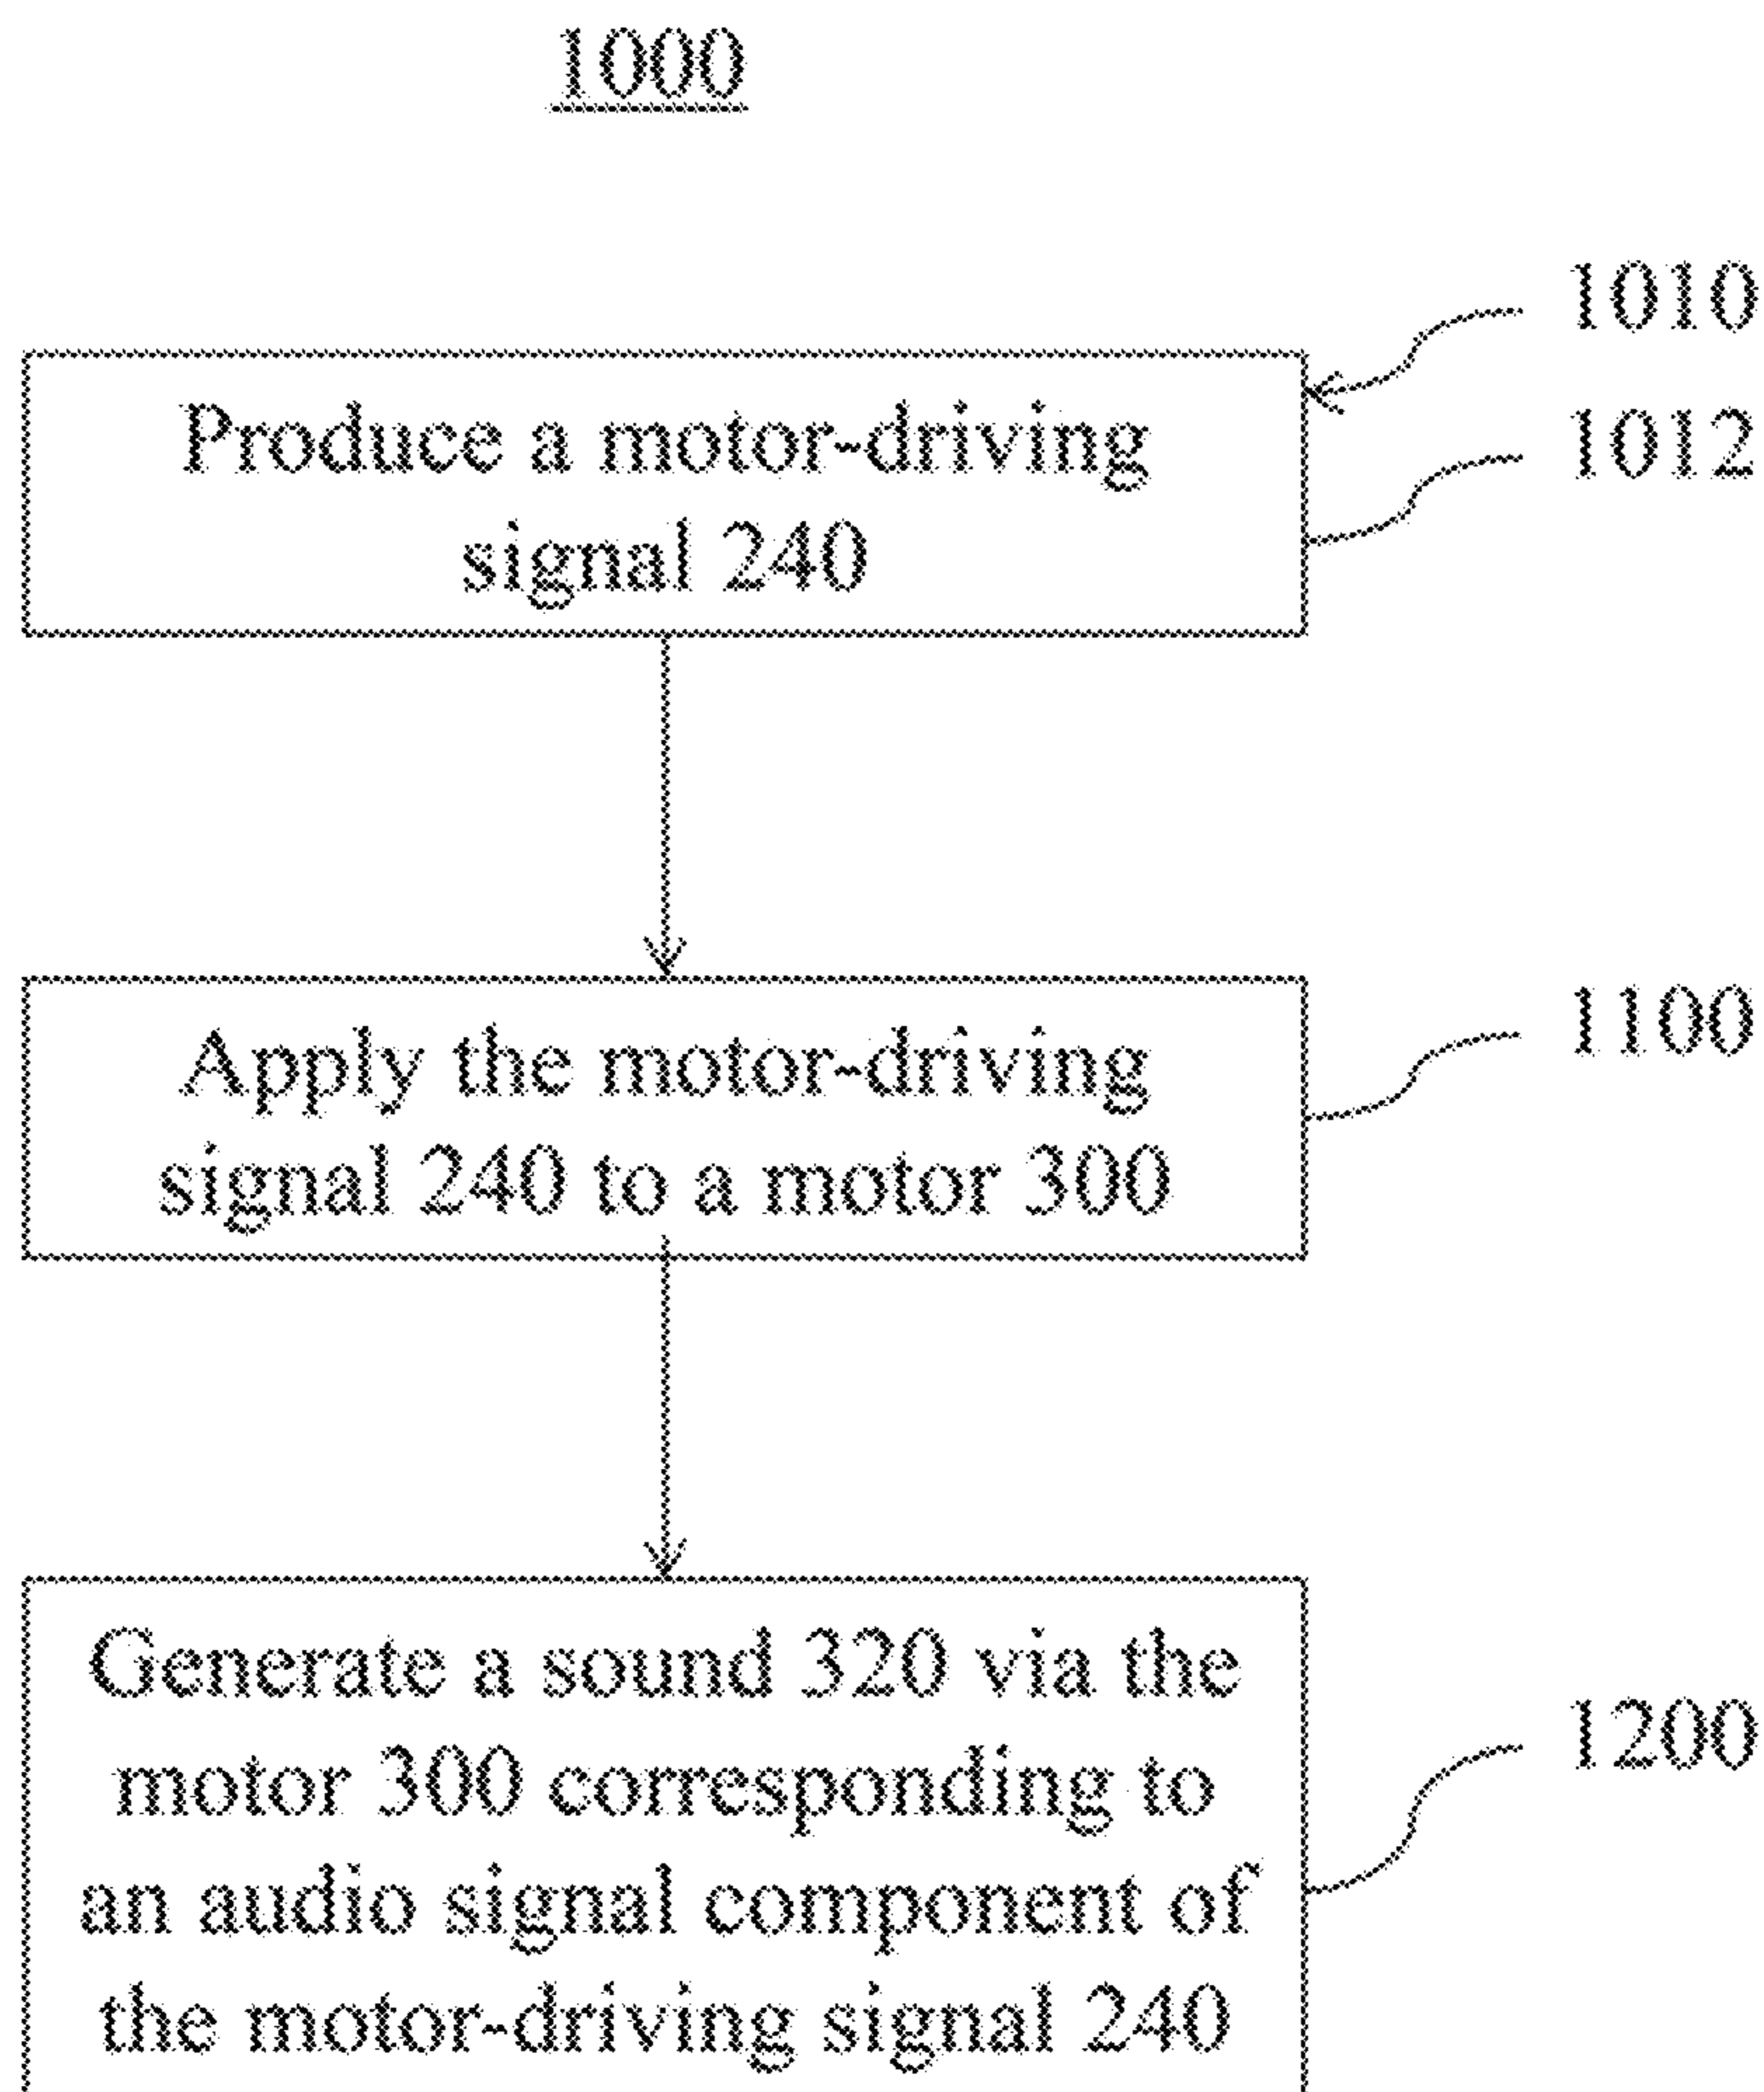 1000
1010
Produce a motor-driving
1012
signal 240
1100
Apply the motor-driving
signal 240 to a motor 300
Generate a sound 320 via the
1200
motor 300 corresponding to
an audio signal component of
the motor-driving signal 240